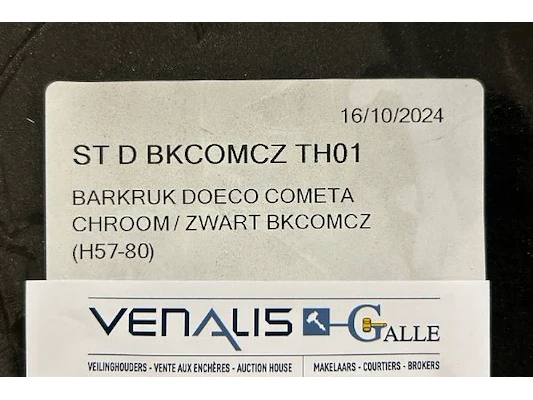 16/10/2024
ST D BKCOMCZ TH01
BARKRUK DOECO COMETA
CHROOM / ZWART BKCOMCZ
(H57-80)
VENALIS GALLE
VEILINGHOUDERS - VENTE AUX ENCHÈRES - AUCTION HOUSE MAKELAARS - COURTIERS - BROKERS